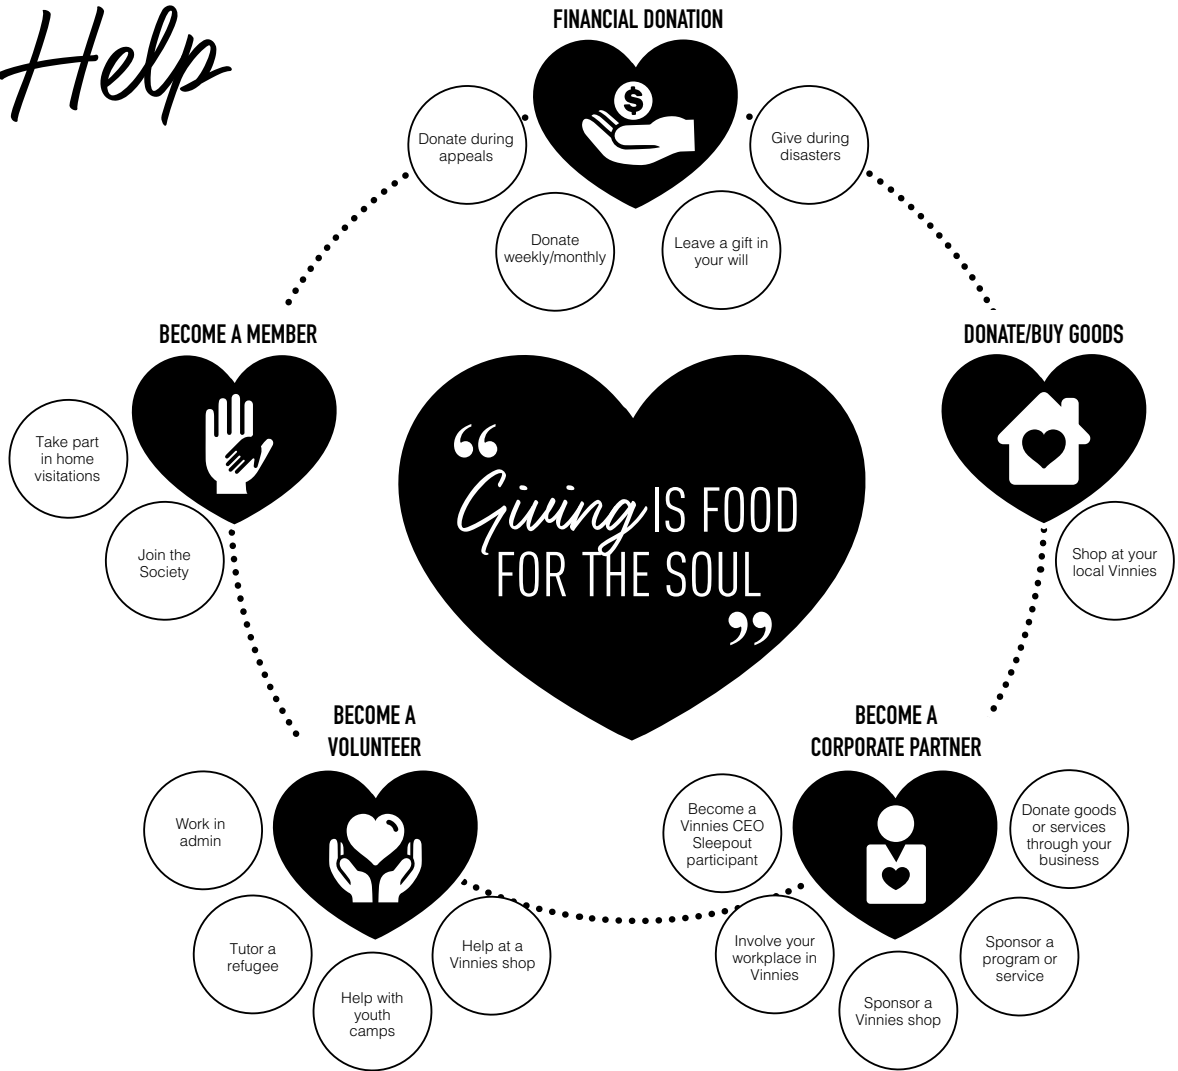 Help
FINANCIAL DONATION
$
Donate during
appeals
Give during
disasters
Donate
weekly/monthly
Leave a gift in
your will
BECOME A MEMBER
Take part
in home
visitations
Join the
Society
DONATE/BUY GOODS
Shop at your
local Vinnies
“
Giving IS FOOD
FOR THE SOUL
”
BECOME A
VOLUNTEER
Work in
admin
Tutor a
refugee
Help with
youth
camps
Help at a
Vinnies shop
BECOME A
CORPORATE PARTNER
Become a
Vinnies CEO
Sleepout
participant
Involve your
workplace in
Vinnies
Sponsor a
Vinnies shop
Sponsor a
program or
service
Donate goods
or services
through your
business